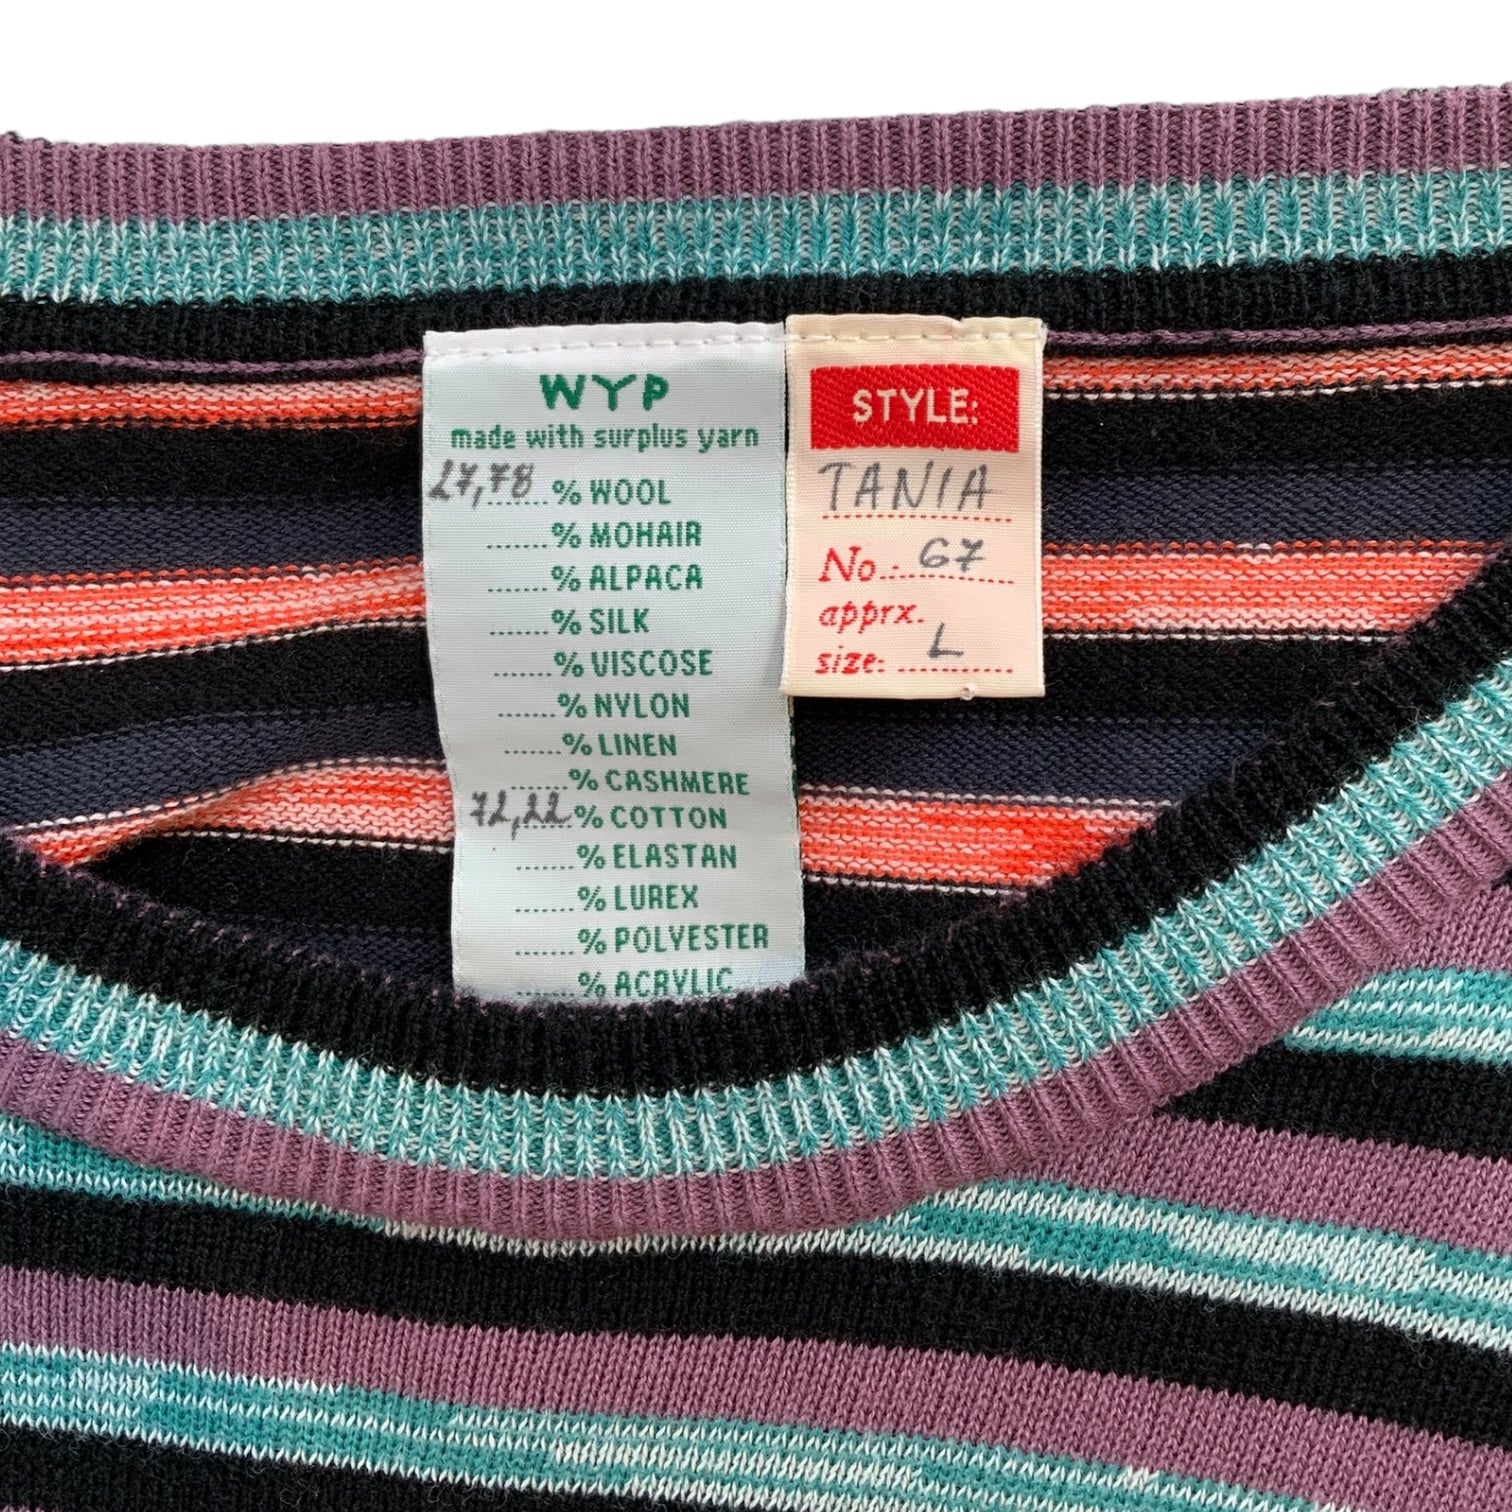 WYP
made with surplus yarn
27,78 % WOOL
....... % MOHAIR
....... % ALPACA
....... % SILK
....... % VISCOSE
....... % NYLON
....... % LINEN
....... % CASHMERE
72,22 % COTTON
....... % ELASTAN
....... % LUREX
....... % POLYESTER
....... % ACRYLIC
STYLE:
TANIA
No. 67
apprx.
size: L